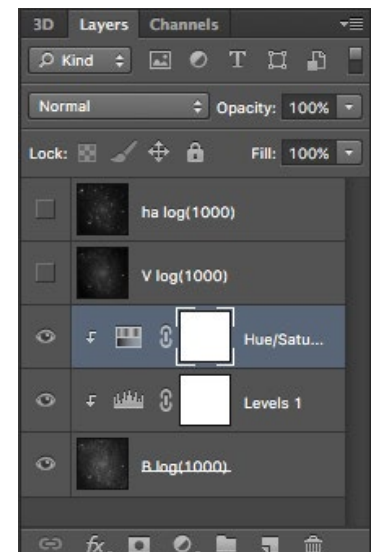 3D Layers Channels
Kind T
Normal Opacity: 100%
Lock: Fill: 100%
ha log(1000)
V log(1000)
Hue/Satu...
Levels 1
B log(1000)
fx